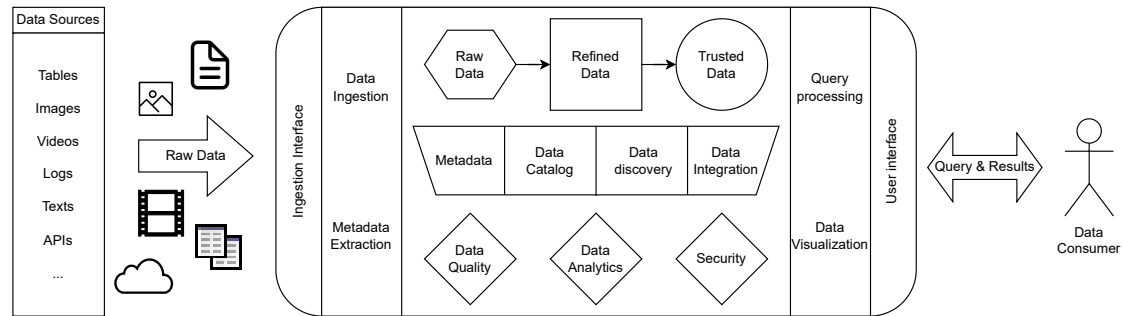 Data Sources
Tables
Images
Videos
Logs
Texts
APIs
...
Raw Data
Ingestion Interface
Data
Ingestion
Metadata
Extraction
Raw
Data
Refined
Data
Trusted
Data
Metadata
Data
Catalog
Data
discovery
Data
Integration
Data
Quality
Data
Analytics
Security
Query
processing
Data
Visualization
User interface
Query & Results
Data
Consumer